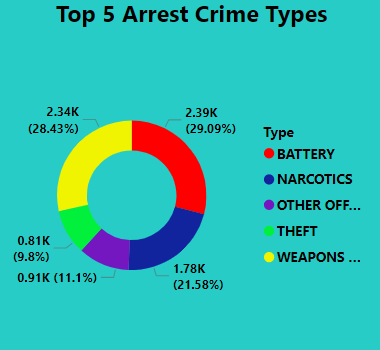 Top 5 Arrest Crime Types
2.34K
(28.43%)
2.39K
(29.09%)
Type
BATTERY
NARCOTICS
OTHER OFF...
THEFT
WEAPONS ...
0.81K
(9.8%)
0.91K (11.1%)
1.78K
(21.58%)